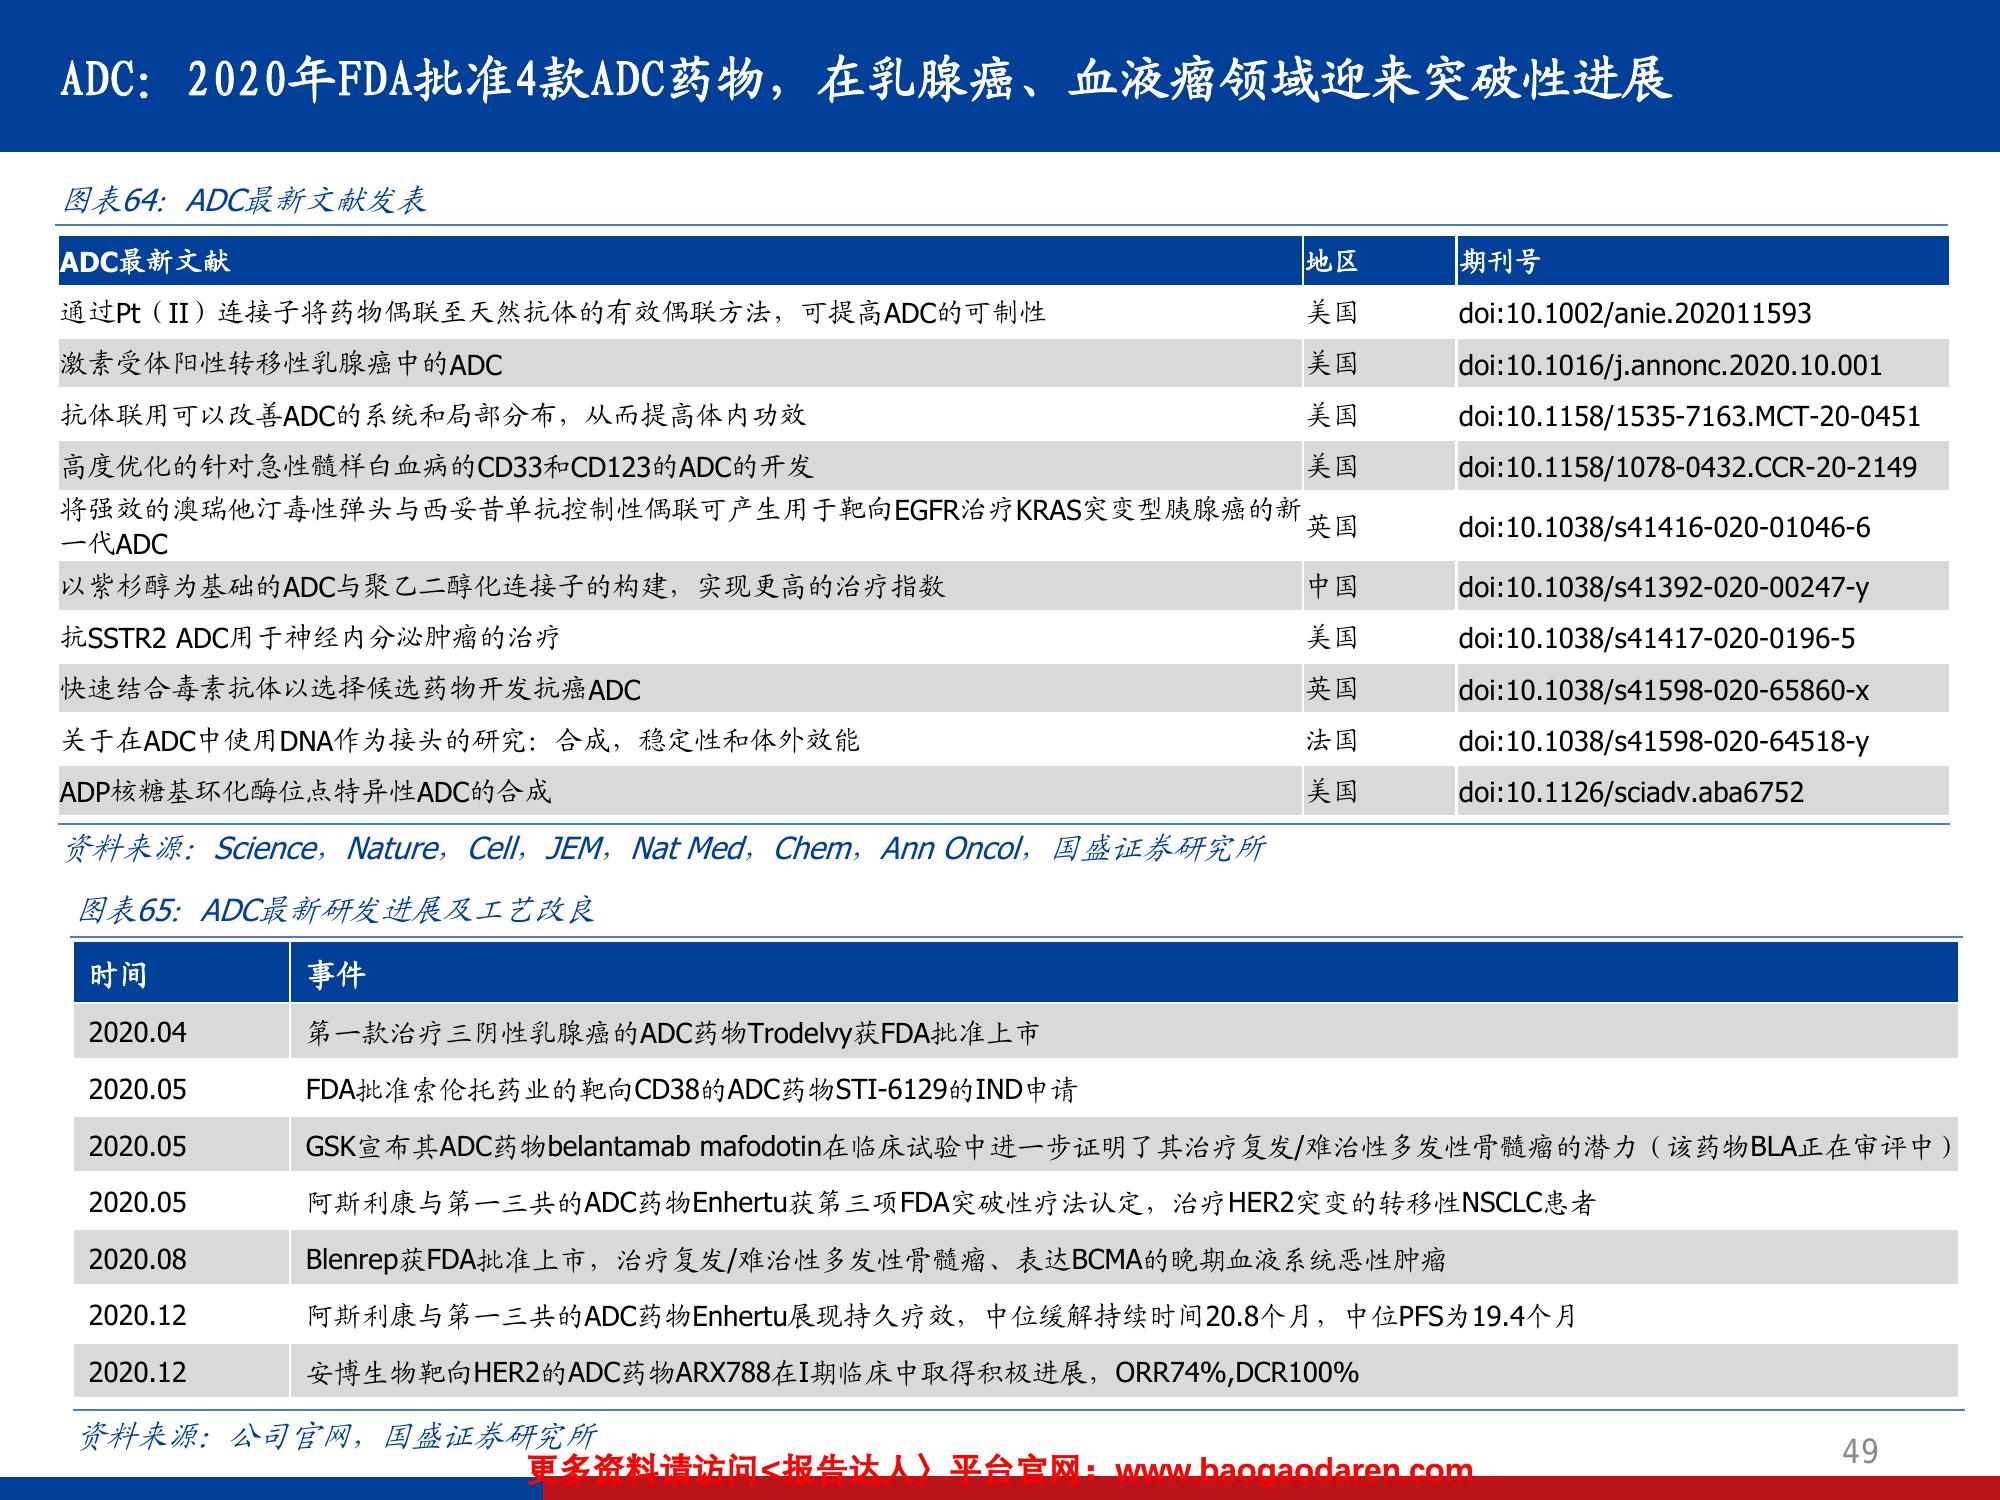 ADC：2020年FDA批准4款ADC药物，在乳腺癌、血液瘤领域迎来突破性进展
图表64：ADC最新文献发表
ADC最新文献 地区 期刊号
通过Pt（II）连接子将药物偶联至天然抗体的有效偶联方法，可提高ADC的可制性 美国 doi:10.1002/anie.202011593
激素受体阳性转移性乳腺癌中的ADC 美国 doi:10.1016/j.annonc.2020.10.001
抗体联用可以改善ADC的系统和局部分布，从而提高体内功效 美国 doi:10.1158/1535-7163.MCT-20-0451
高度优化的针对急性髓样白血病的CD33和CD123的ADC的开发 美国 doi:10.1158/1078-0432.CCR-20-2149
将强效的澳瑞他汀毒性弹头与西妥昔单抗控制性偶联可产生用于靶向EGFR治疗KRAS突变型胰腺癌的新
一代ADC 英国 doi:10.1038/s41416-020-01046-6
以紫杉醇为基础的ADC与聚乙二醇化连接子的构建，实现更高的治疗指数 中国 doi:10.1038/s41392-020-00247-y
抗SSTR2 ADC用于神经内分泌肿瘤的治疗 美国 doi:10.1038/s41417-020-0196-5
快速结合毒素抗体以选择候选药物开发抗癌ADC 英国 doi:10.1038/s41598-020-65860-x
关于在ADC中使用DNA作为接头的研究：合成，稳定性和体外效能 法国 doi:10.1038/s41598-020-64518-y
ADP核糖基环化酶位点特异性ADC的合成 美国 doi:10.1126/sciadv.aba6752
资料来源：Science，Nature，Cell，JEM，Nat Med，Chem，Ann Oncol，国盛证券研究所
图表65：ADC最新研发进展及工艺改良
时间 事件
2020.04 第一款治疗三阴性乳腺癌的ADC药物Trodelvy获FDA批准上市
2020.05 FDA批准索伦托药业的靶向CD38的ADC药物STI-6129的IND申请
2020.05 GSK宣布其ADC药物belantamab mafodotin在临床试验中进一步证明了其治疗复发/难治性多发性骨髓瘤的潜力（该药物BLA正在审评中）
2020.05 阿斯利康与第一三共的ADC药物Enhertu获第三项FDA突破性疗法认定，治疗HER2突变的转移性NSCLC患者
2020.08 Blenrep获FDA批准上市，治疗复发/难治性多发性骨髓瘤、表达BCMA的晚期血液系统恶性肿瘤
2020.12 阿斯利康与第一三共的ADC药物Enhertu展现持久疗效，中位缓解持续时间20.8个月，中位PFS为19.4个月
2020.12 安博生物靶向HER2的ADC药物ARX788在I期临床中取得积极进展，ORR74%,DCR100%
资料来源：公司官网，国盛证券研究所
更多资料请访问<报告达人〉平台官网：www.baogaodaren.com
49